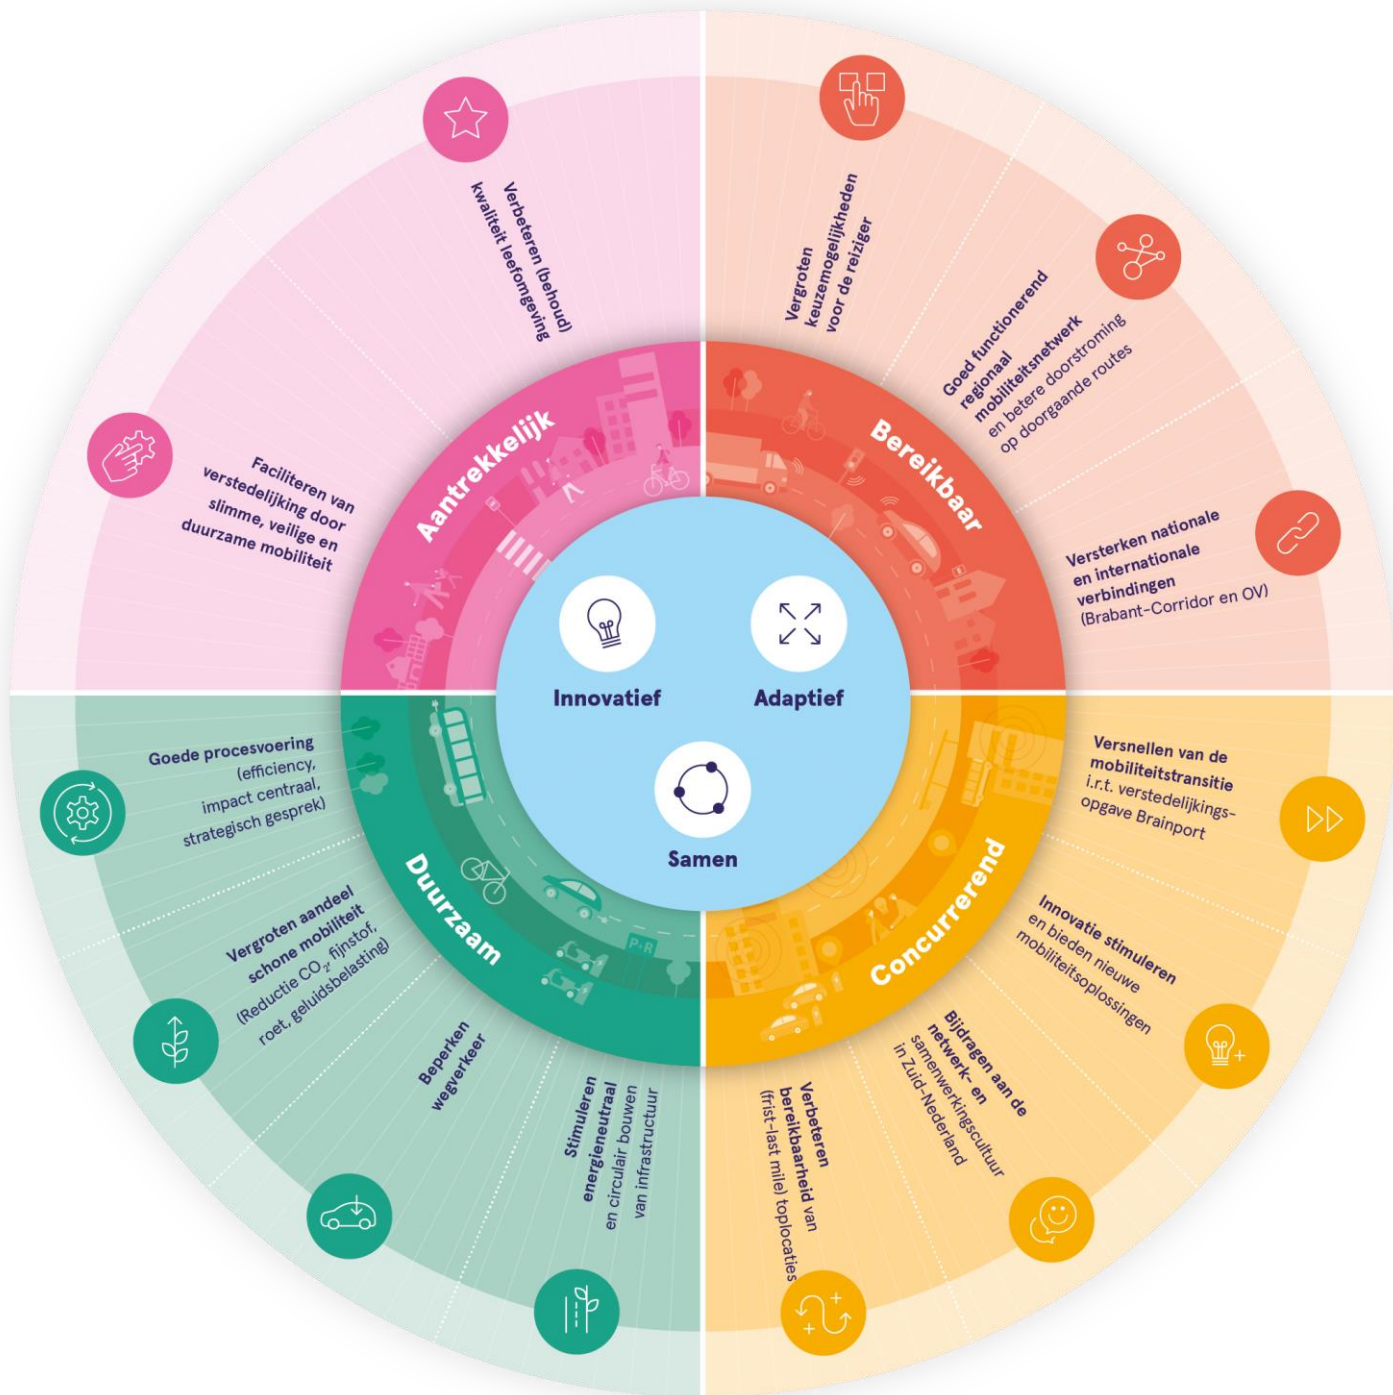 Innovatief
Adaptief
Samen
Aantrekkelijk
Verbeteren (behoud)
kwaliteit leefomgeving
Faciliteren van
verstedelijking door
slimme, veilige en
duurzame mobiliteit
Bereikbaar
Vergroten
keuzemogelijkheden
voor de reiziger
Goed functionerend
regionaal
mobiliteitsnetwerk
en betere doorstroming
op doorgaande routes
Versterken nationale
en internationale
verbindingen
(Brabant-Corridor en OV)
Concurrerend
Versnellen van de
mobiliteitstransitie
i.r.t. verstedelijkings-
opgave Brainport
Innovatie stimuleren
en bieden nieuwe
mobiliteitsoplossingen
Bijdragen aan de
netwerk- en
samenwerkingscultuur
in Zuid-Nederland
Verbeteren
bereikbaarheid van
(frist-last mile) toplocaties
Duurzaam
P+R
Stimuleren
energieneutraal
en circulair bouwen
van infrastructuur
Beperken
wegverkeer
Vergroten aandeel
schone mobiliteit
(Reductie CO₂, fijnstof,
roet, geluidsbelasting)
Goede procesvoering
(efficiency,
impact centraal,
strategisch gesprek)